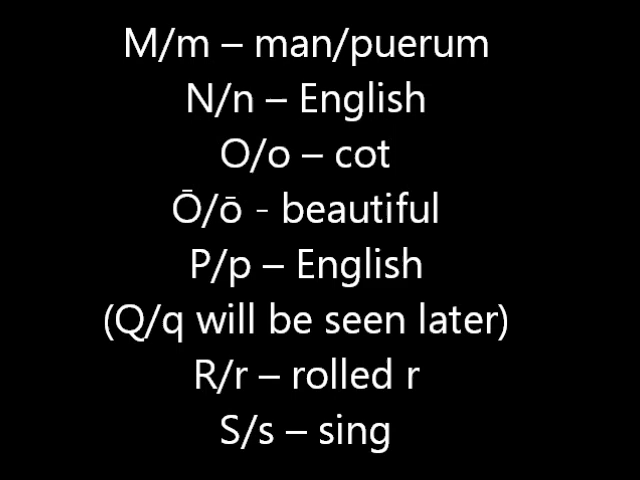 M/m – man/puerum
N/n – English
O/o – cot
Ō/ō - beautiful
P/p – English
(Q/q will be seen later)
R/r – rolled r
S/s – sing